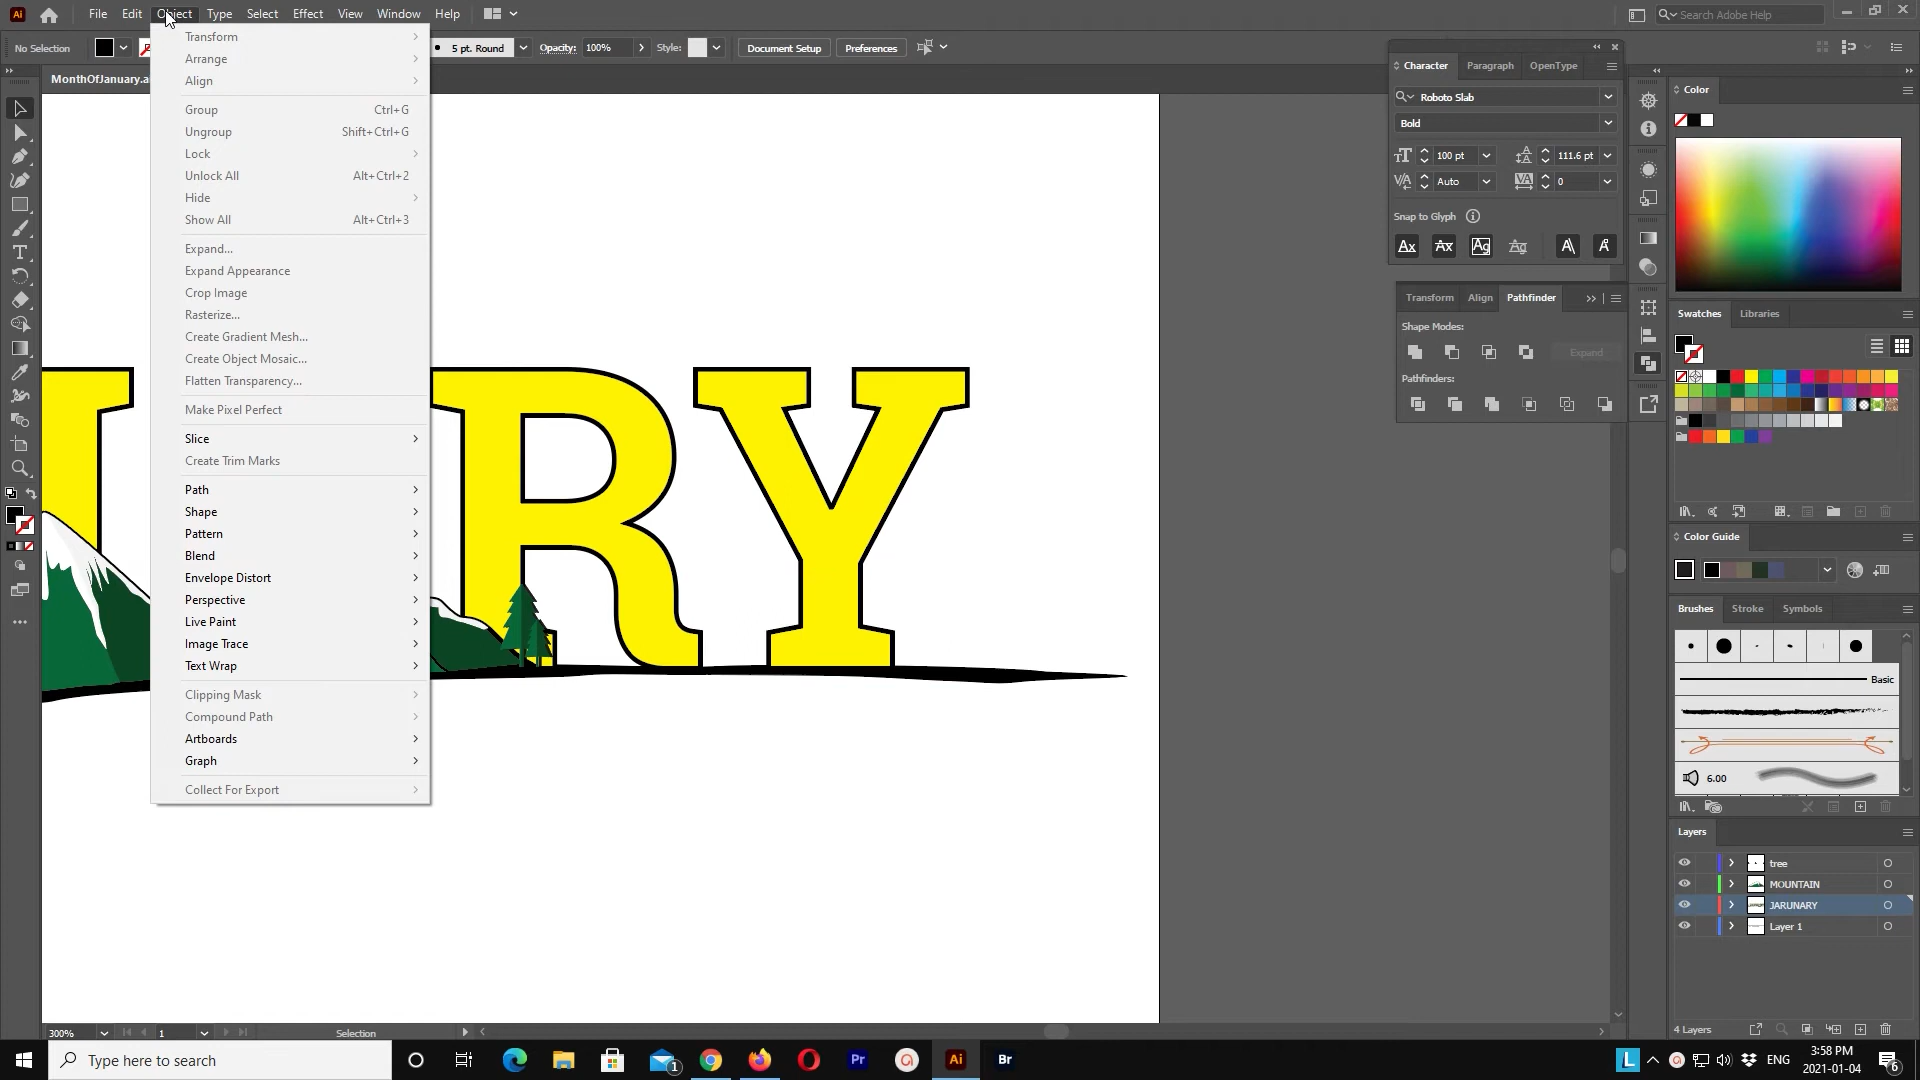 Ai File Edit Object Type Select Effect View Window Help Search Adobe Help
No Selection 5 pt. Round Opacity: 100% Style: Document Setup Preferences
MonthOfJanuary.a
Transform
Arrange
Align
Group Ctrl+G
Ungroup Shift+Ctrl+G
Lock
Unlock All Alt+Ctrl+2
Hide
Show All Alt+Ctrl+3
Expand...
Expand Appearance
Crop Image
Rasterize...
Create Gradient Mesh...
Create Object Mosaic...
Flatten Transparency...
Make Pixel Perfect
Slice
Create Trim Marks
Path
Shape
Pattern
Blend
Envelope Distort
Perspective
Live Paint
Image Trace
Text Wrap
Clipping Mask
Compound Path
Artboards
Graph
Collect For Export
RY
Character Paragraph OpenType
Roboto Slab
Bold
100 pt 111.6 pt
Auto 0
Snap to Glyph
Transform Align Pathfinder
Shape Modes:
Expand
Pathfinders:
Color
Swatches Libraries
Color Guide
Brushes Stroke Symbols
Basic
6.00
Layers
tree
MOUNTAIN
JARUNARY
Layer 1
4 Layers
300% 1 Selection
Type here to search 1 Pr Ai Br L ENG 3:58 PM
2021-01-04 6